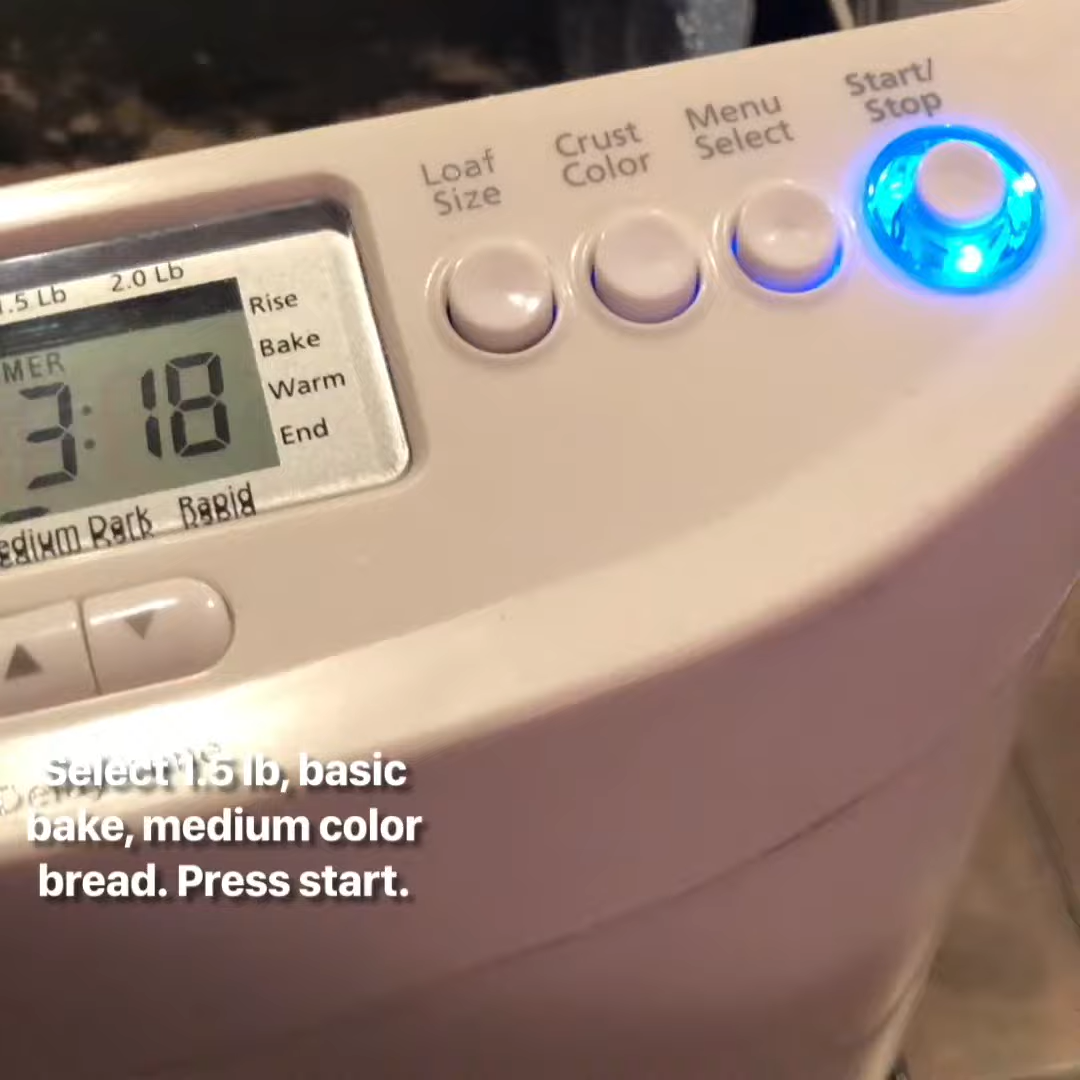 Start/
Stop
Menu
Select
Crust
Color
Loaf
Size
1.5 Lb 2.0 Lb
Rise
Bake
Warm
End
3:18
Dark Rapid
Select 1.5 lb, basic
bake, medium color
bread. Press start.